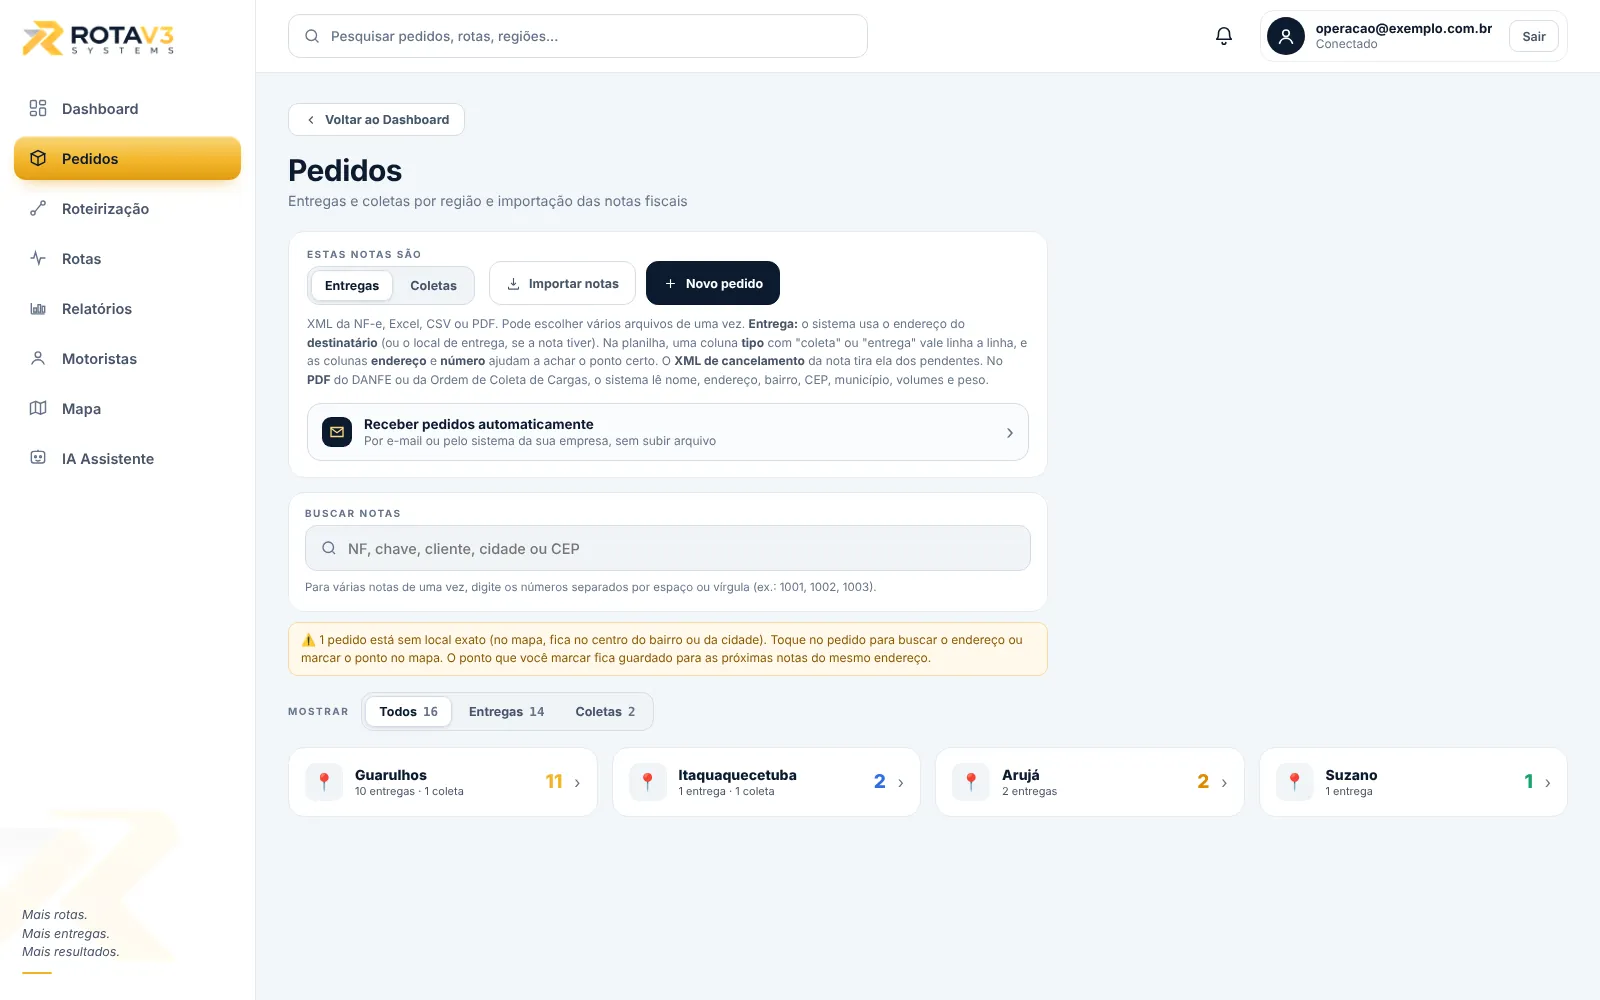 ROTAV3
SYSTEMS
Pesquisar pedidos, rotas, regiões...
operacao@exemplo.com.br
Conectado
Sair
Dashboard
Pedidos
Roteirização
Rotas
Relatórios
Motoristas
Mapa
IA Assistente
Mais rotas.
Mais entregas.
Mais resultados.
Voltar ao Dashboard
Pedidos
Entregas e coletas por região e importação das notas fiscais
ESTAS NOTAS SÃO
Entregas Coletas Importar notas + Novo pedido
XML da NF-e, Excel, CSV ou PDF. Pode escolher vários arquivos de uma vez. Entrega: o sistema usa o endereço do
destinatário (ou o local de entrega, se a nota tiver). Na planilha, uma coluna tipo com "coleta" ou "entrega" vale linha a linha, e
as colunas endereço e número ajudam a achar o ponto certo. O XML de cancelamento da nota tira ela dos pendentes. No
PDF do DANFE ou da Ordem de Coleta de Cargas, o sistema lê nome, endereço, bairro, CEP, município, volumes e peso.
Receber pedidos automaticamente
Por e-mail ou pelo sistema da sua empresa, sem subir arquivo
BUSCAR NOTAS
NF, chave, cliente, cidade ou CEP
Para várias notas de uma vez, digite os números separados por espaço ou vírgula (ex.: 1001, 1002, 1003).
⚠️ 1 pedido está sem local exato (no mapa, fica no centro do bairro ou da cidade). Toque no pedido para buscar o endereço ou
marcar o ponto no mapa. O ponto que você marcar fica guardado para as próximas notas do mesmo endereço.
MOSTRAR Todos 16 Entregas 14 Coletas 2
Guarulhos 11
10 entregas · 1 coleta
Itaquaquecetuba 2
1 entrega · 1 coleta
Arujá 2
2 entregas
Suzano 1
1 entrega